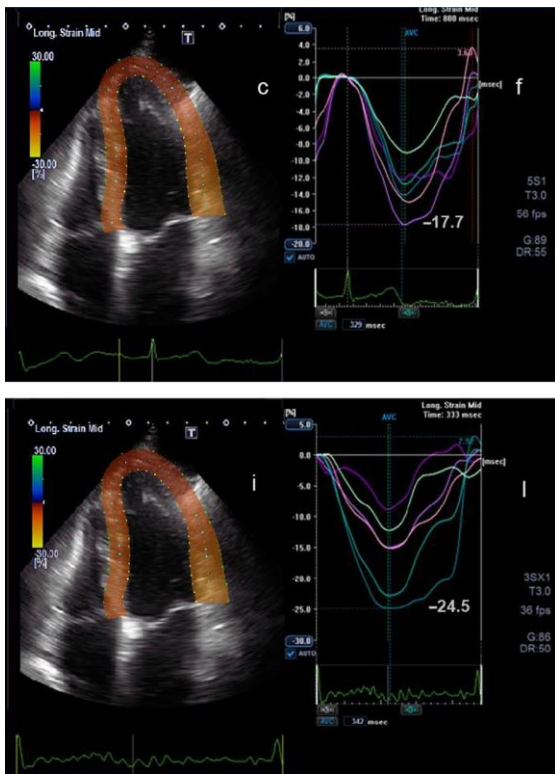 Long. Strain Mid
30.00
-30.00
[%]
T
c
Long. Strain Mid
Time: 800 msec
[%]
AVC
6.0
4.0
2.0
0.0
-2.0
-4.0
-6.0
-8.0
-10.0
-12.0
-14.0
-16.0
-18.0
-20.0
[msec]
f
−17.7
5S1
T3.0
56 fps
G:89
DR:55
AUTO
AVC 329 msec
Long. Strain Mid
30.00
-30.00
[%]
T
i
Long. Strain Mid
Time: 333 msec
[%]
AVC
5.0
0.0
-5.0
-10.0
-15.0
-20.0
-25.0
-30.0
[msec]
l
−24.5
3SX1
T3.0
36 fps
G:86
DR:50
AUTO
AVC 342 msec